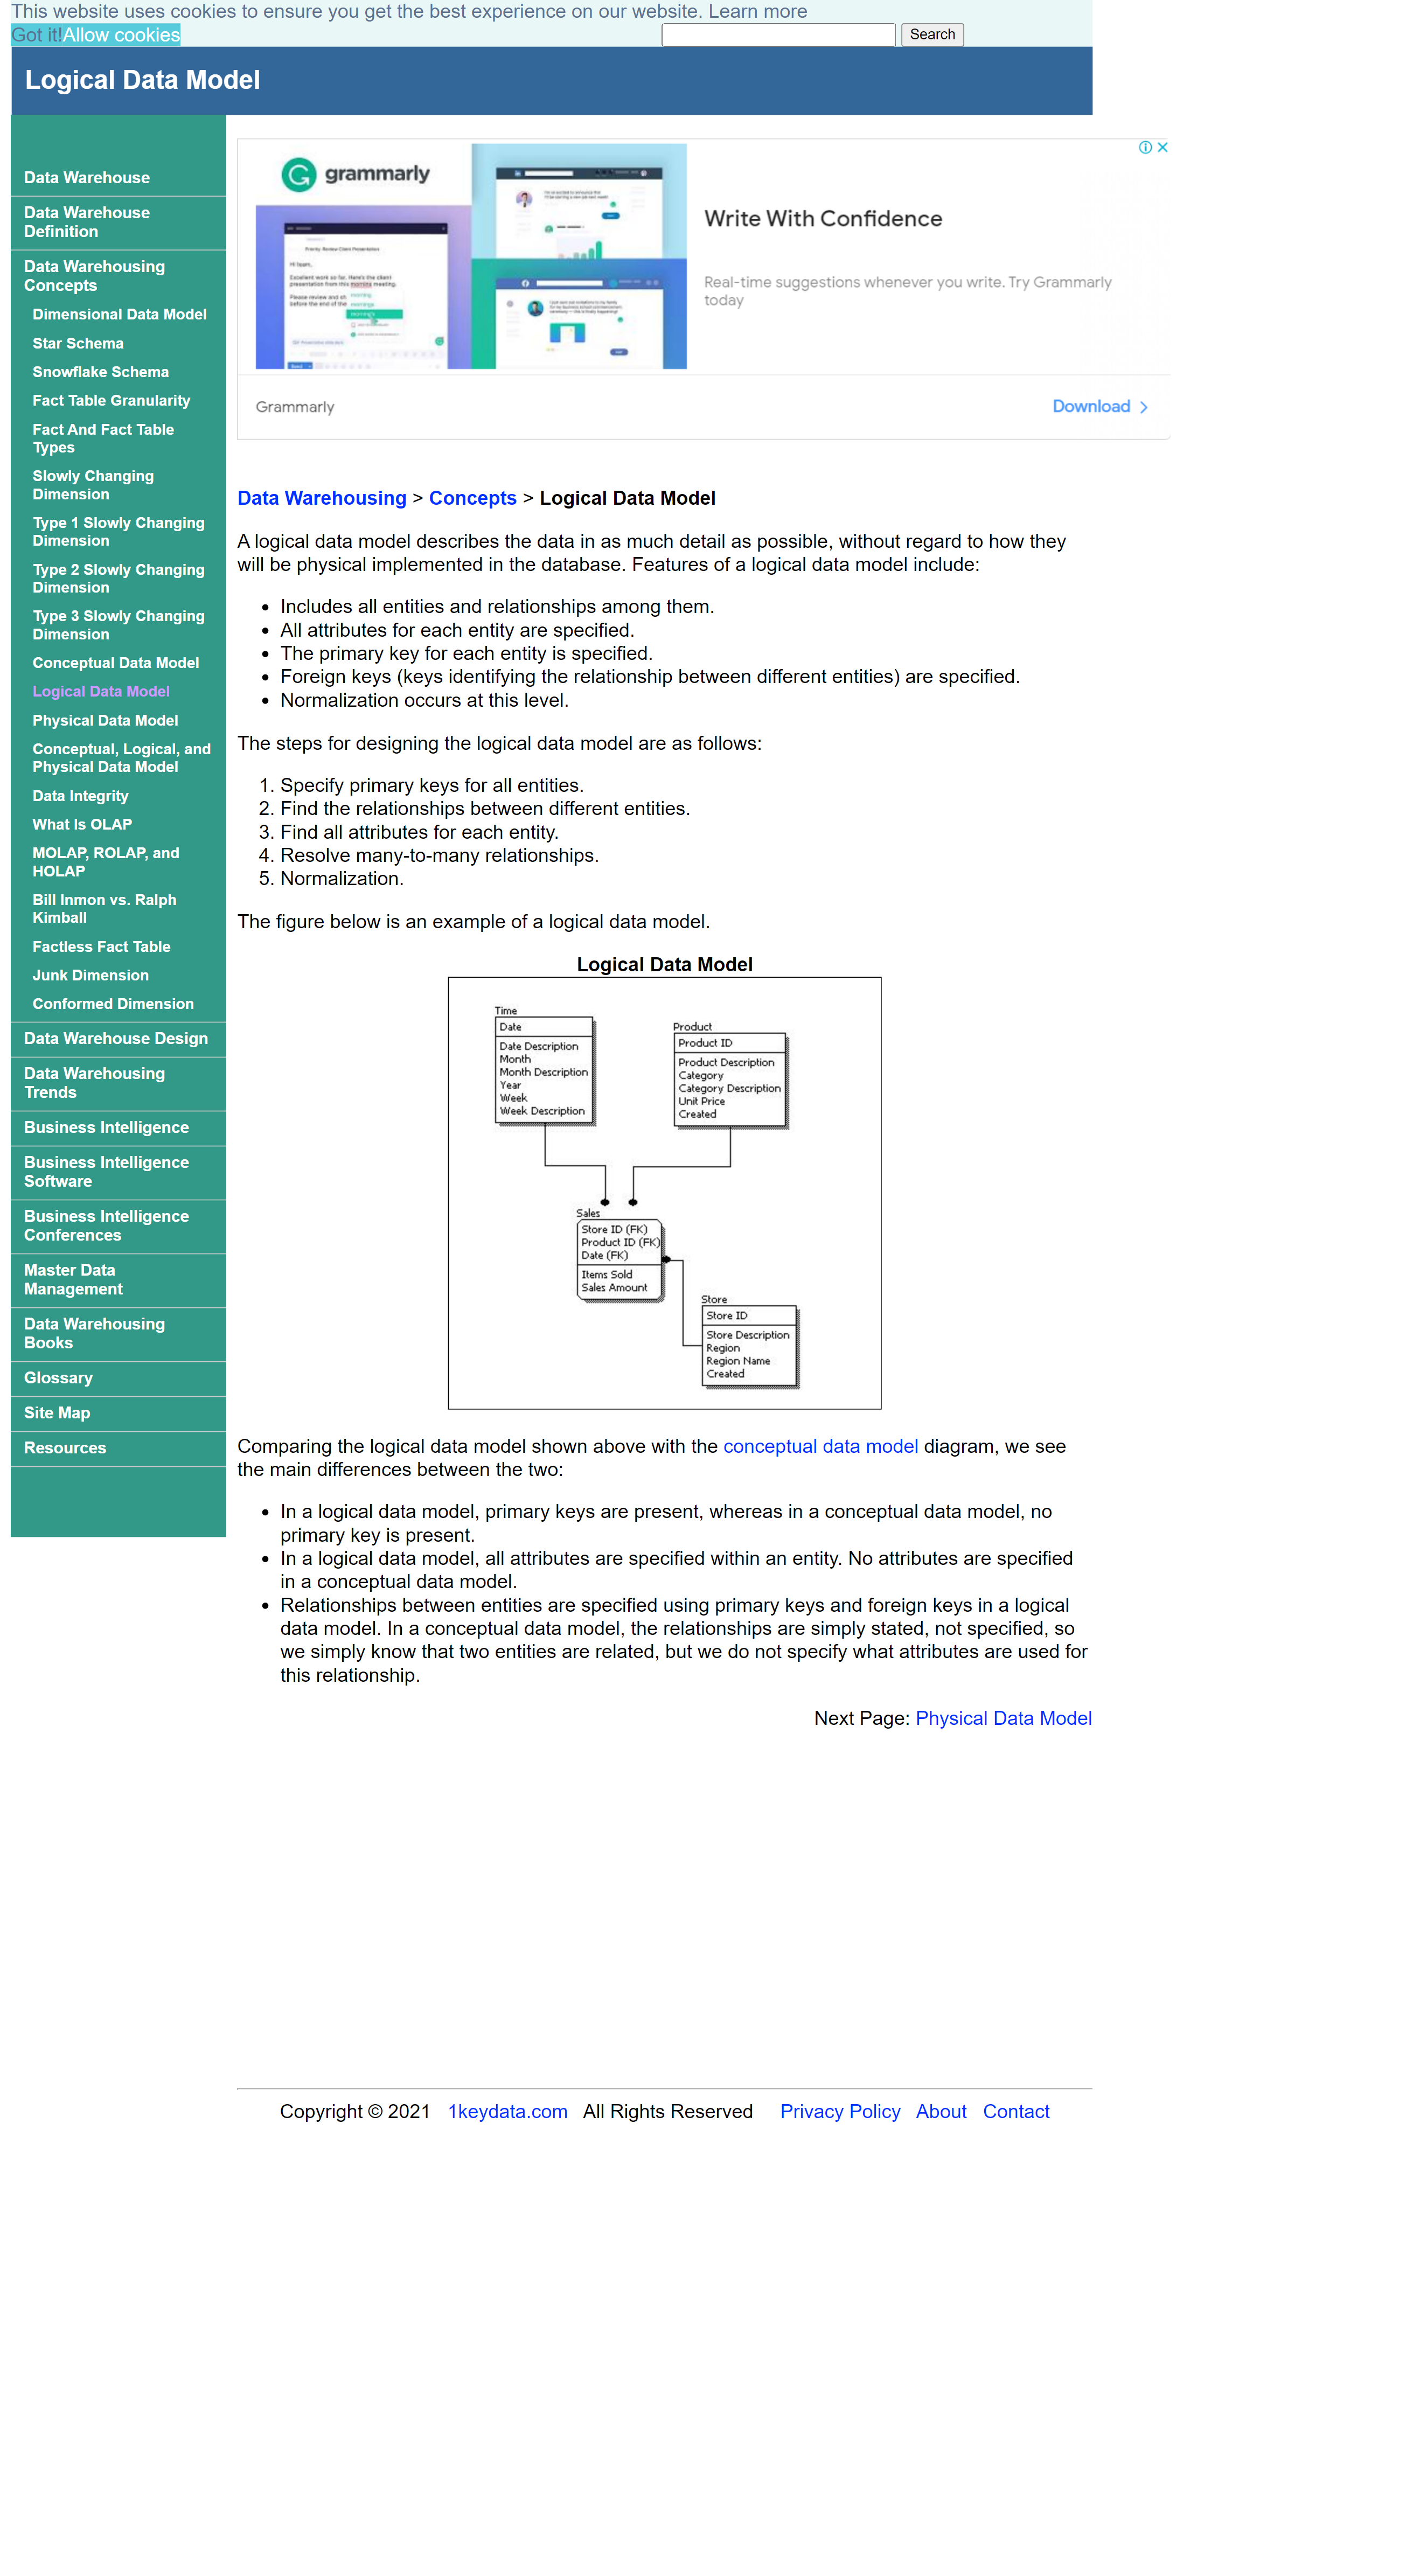 This website uses cookies to ensure you get the best experience on our website. Learn more
Got it!Allow cookies
Search
Logical Data Model
Data Warehouse
Data Warehouse
Definition
Data Warehousing
Concepts
Dimensional Data Model
Star Schema
Snowflake Schema
Fact Table Granularity
Fact And Fact Table
Types
Slowly Changing
Dimension
Type 1 Slowly Changing
Dimension
Type 2 Slowly Changing
Dimension
Type 3 Slowly Changing
Dimension
Conceptual Data Model
Logical Data Model
Physical Data Model
Conceptual, Logical, and
Physical Data Model
Data Integrity
What Is OLAP
MOLAP, ROLAP, and
HOLAP
Bill Inmon vs. Ralph
Kimball
Factless Fact Table
Junk Dimension
Conformed Dimension
Data Warehouse Design
Data Warehousing
Trends
Business Intelligence
Business Intelligence
Software
Business Intelligence
Conferences
Master Data
Management
Data Warehousing
Books
Glossary
Site Map
Resources
grammarly
Hi team,
Excellent work so far. Here's the client
presentation from this morning meeting.
Please review and
before the end of the
Write With Confidence
Real-time suggestions whenever you write. Try Grammarly
today
Grammarly
Download
Data Warehousing > Concepts > Logical Data Model
A logical data model describes the data in as much detail as possible, without regard to how they
will be physical implemented in the database. Features of a logical data model include:
• Includes all entities and relationships among them.
• All attributes for each entity are specified.
• The primary key for each entity is specified.
• Foreign keys (keys identifying the relationship between different entities) are specified.
• Normalization occurs at this level.
The steps for designing the logical data model are as follows:
1. Specify primary keys for all entities.
2. Find the relationships between different entities.
3. Find all attributes for each entity.
4. Resolve many-to-many relationships.
5. Normalization.
The figure below is an example of a logical data model.
Logical Data Model
Time
Date
Date Description
Month
Month Description
Year
Week
Week Description
Product
Product ID
Product Description
Category
Category Description
Unit Price
Created
Sales
Store ID (FK)
Product ID (FK)
Date (FK)
Items Sold
Sales Amount
Store
Store ID
Store Description
Region
Region Name
Created
Comparing the logical data model shown above with the conceptual data model diagram, we see
the main differences between the two:
• In a logical data model, primary keys are present, whereas in a conceptual data model, no
primary key is present.
• In a logical data model, all attributes are specified within an entity. No attributes are specified
in a conceptual data model.
• Relationships between entities are specified using primary keys and foreign keys in a logical
data model. In a conceptual data model, the relationships are simply stated, not specified, so
we simply know that two entities are related, but we do not specify what attributes are used for
this relationship.
Next Page: Physical Data Model
Copyright © 2021 1keydata.com All Rights Reserved Privacy Policy About Contact